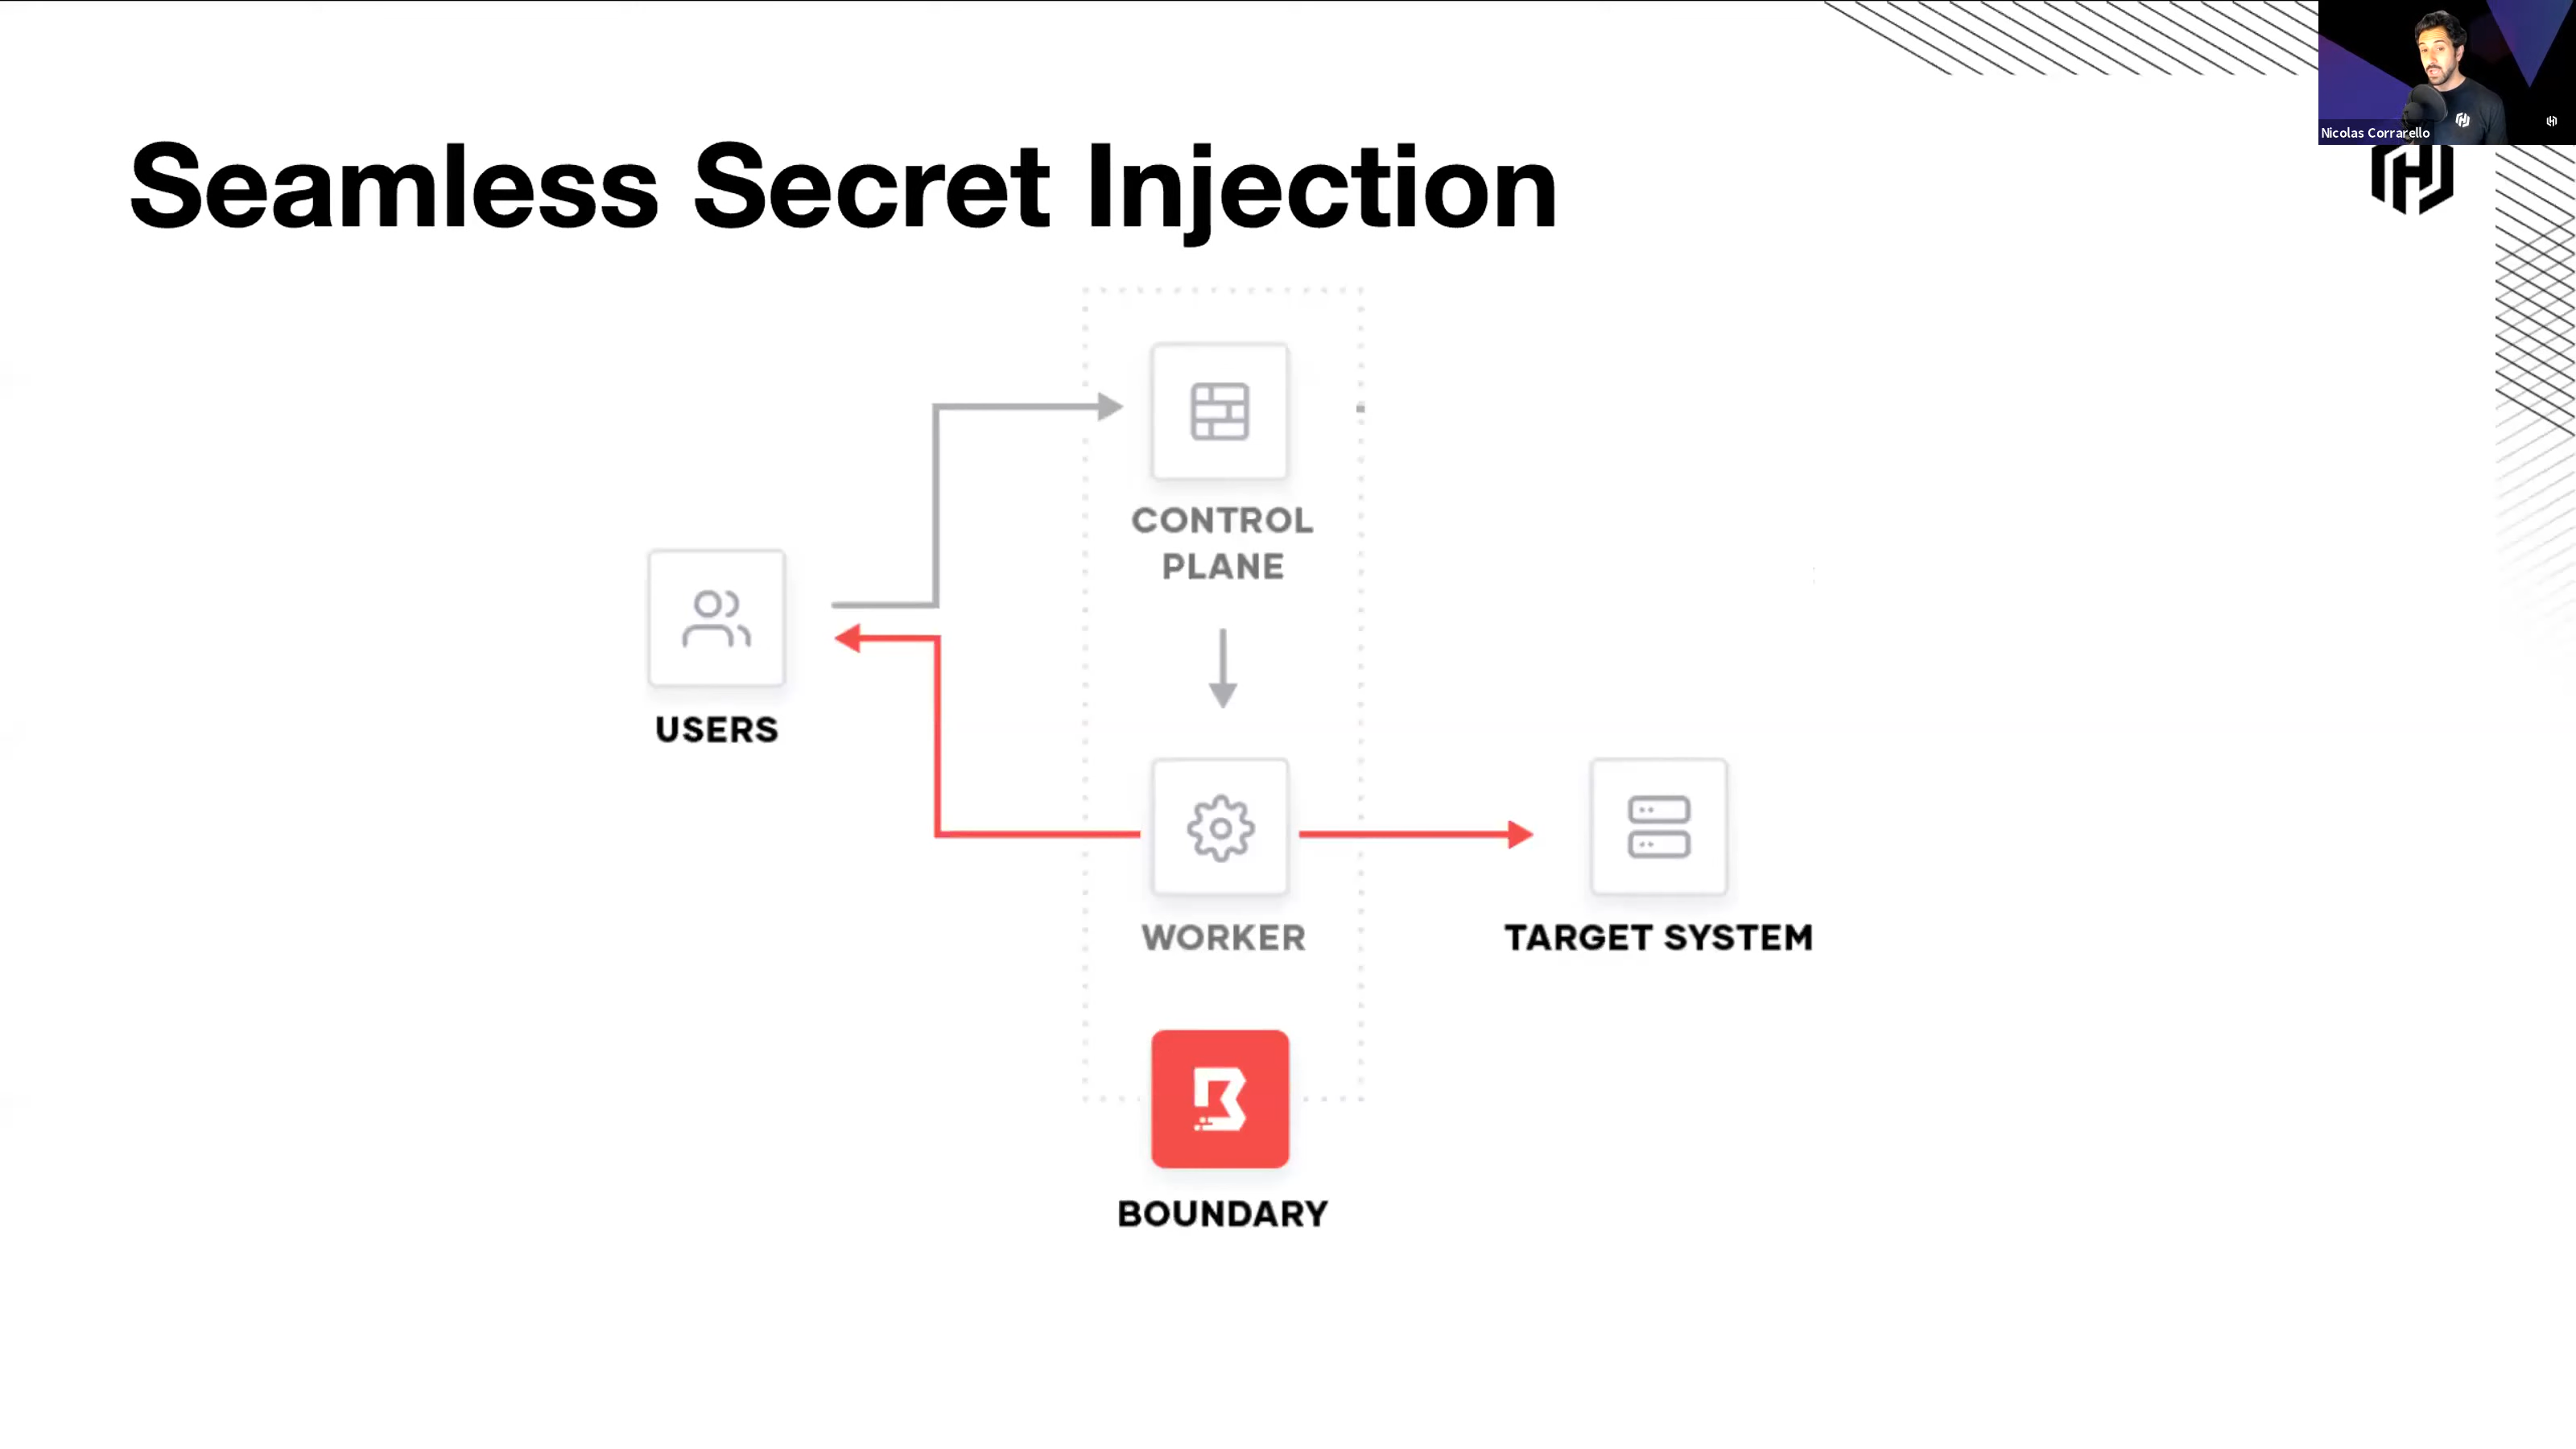 Nicolas Corrarello
Seamless Secret Injection
CONTROL
PLANE
USERS
WORKER
TARGET SYSTEM
BOUNDARY